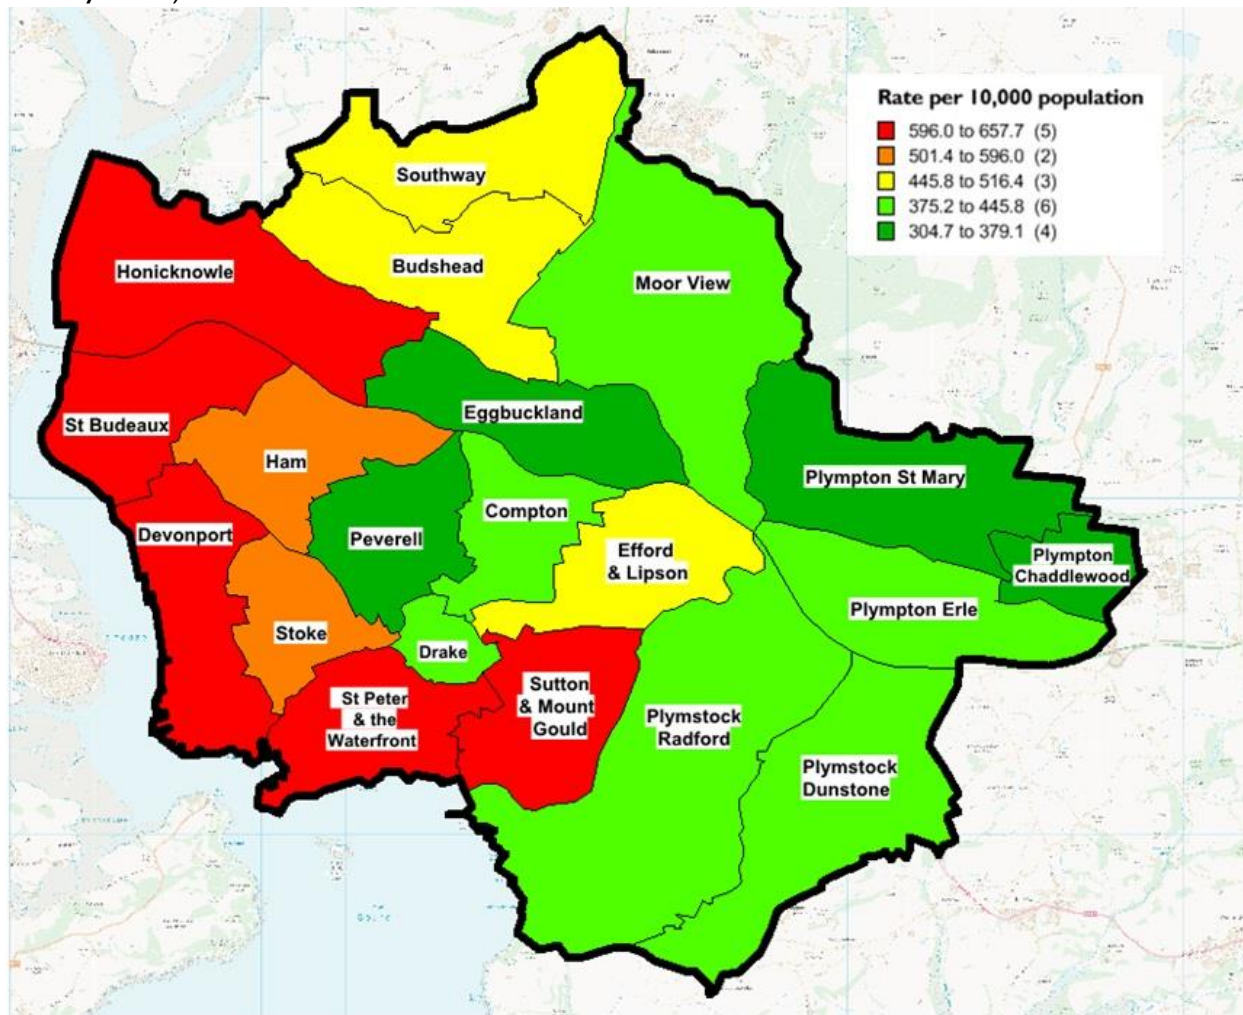 Rate per 10,000 population
596.0 to 657.7 (5)
501.4 to 596.0 (2)
445.8 to 516.4 (3)
375.2 to 445.8 (6)
304.7 to 379.1 (4)
Southway
Honicknowle
Budshead
Moor View
St Budeaux
Eggbuckland
Ham
Plympton St Mary
Compton
Devonport
Peverell
Efford
& Lipson
Plympton
Chaddlewood
Plympton Erle
Stoke
Drake
St Peter
& the
Waterfront
Sutton
& Mount
Gould
Plymstock
Radford
Plymstock
Dunstone